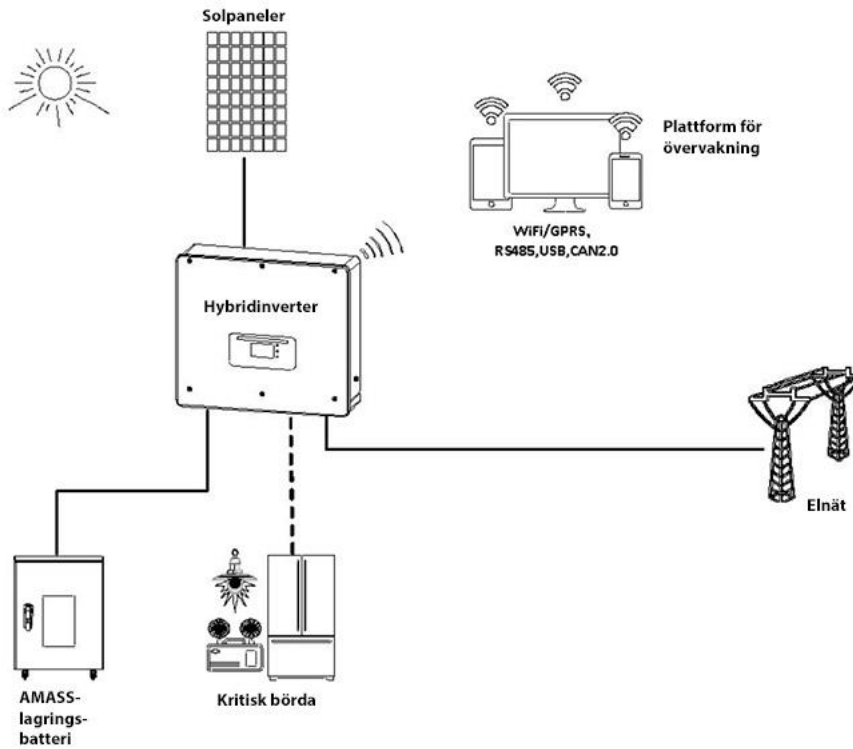 Solpaneler
Plattform för
övervakning
WiFi/GPRS,
RS485,USB,CAN2.0
Hybridinverter
Elnät
AMASS-
lagrings-
batteri
Kritisk börda